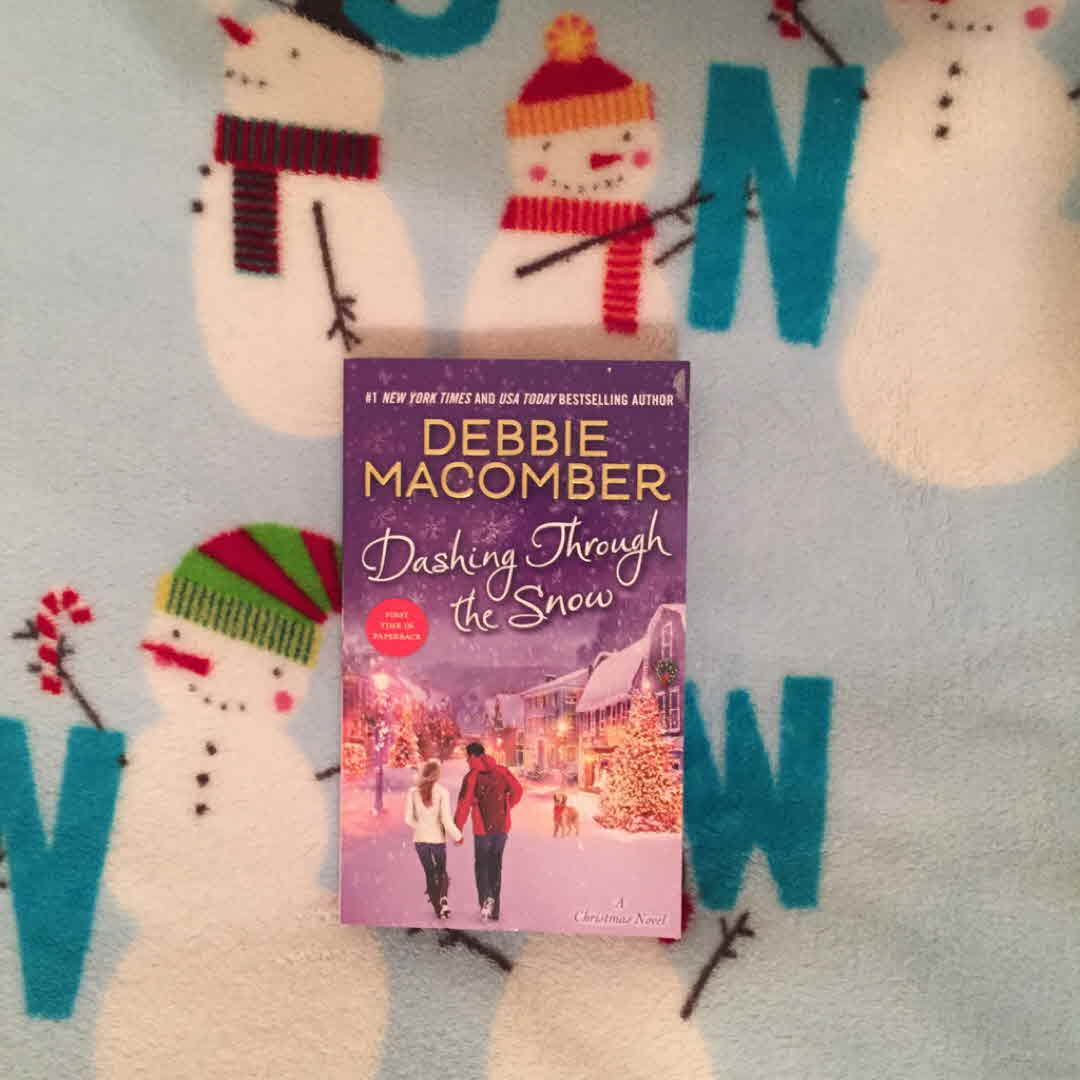 N
#1 NEW YORK TIMES AND USA TODAY BESTSELLING AUTHOR
DEBBIE
MACOMBER
Dashing Through
the Snow
FIRST
TIME IN
PAPERBACK
W
W
A
Christmas Novel